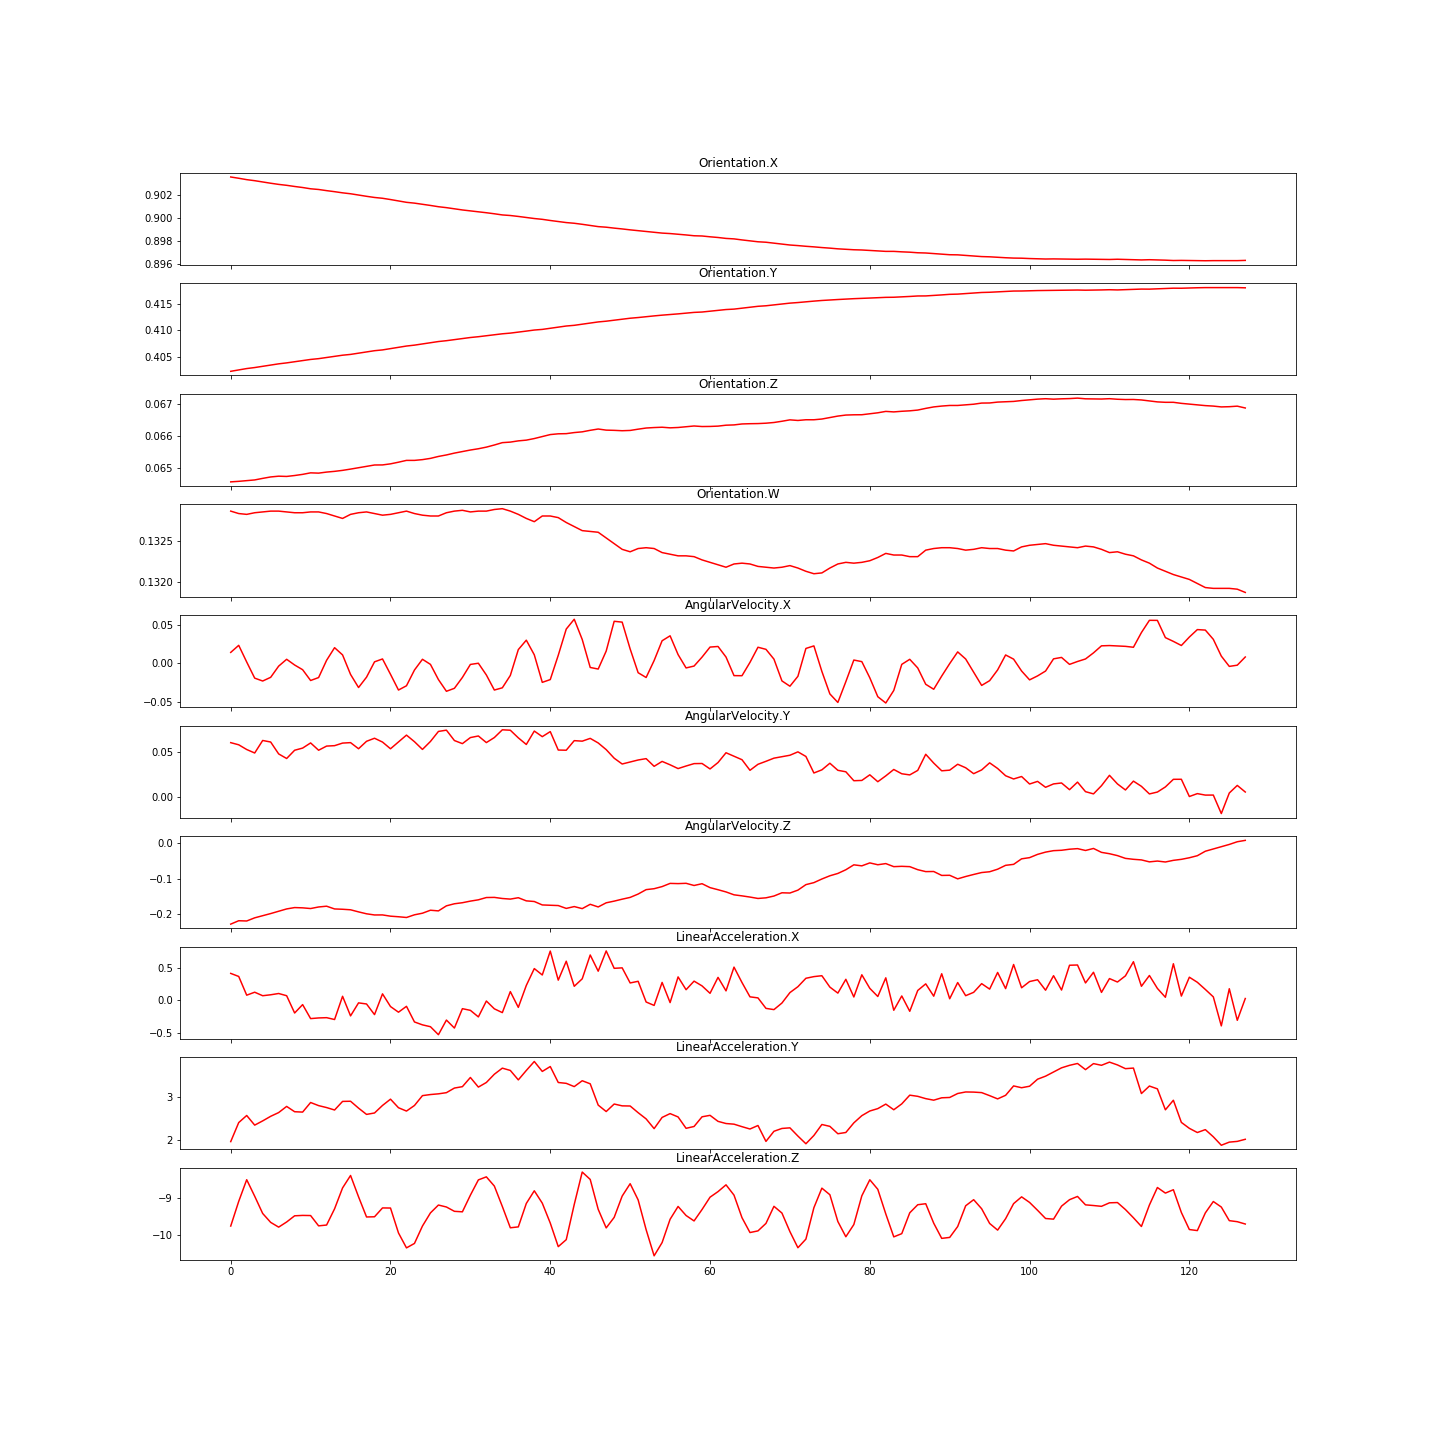 Orientation.X
0.902
0.900
0.898
0.896
Orientation.Y
0.415
0.410
0.405
Orientation.Z
0.067
0.066
0.065
Orientation.W
0.1325
0.1320
AngularVelocity.X
0.05
0.00
−0.05
AngularVelocity.Y
0.05
0.00
AngularVelocity.Z
0.0
−0.1
−0.2
LinearAcceleration.X
0.5
0.0
−0.5
LinearAcceleration.Y
3
2
LinearAcceleration.Z
−9
−10
0 20 40 60 80 100 120